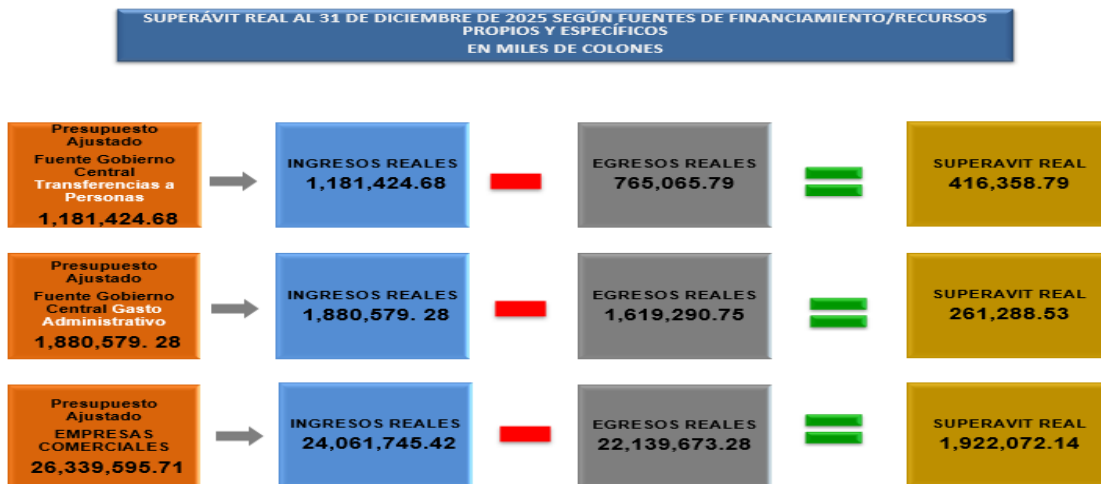 SUPERÁVIT REAL AL 31 DE DICIEMBRE DE 2025 SEGÚN FUENTES DE FINANCIAMIENTO/RECURSOS
PROPIOS Y ESPECÍFICOS
EN MILES DE COLONES
Presupuesto
Ajustado
Fuente Gobierno
Central
Transferencias a
Personas
1,181,424.68
INGRESOS REALES
1,181,424.68
EGRESOS REALES
765,065.79
SUPERAVIT REAL
416,358.79
Presupuesto
Ajustado
Fuente Gobierno
Central Gasto
Administrativo
1,880,579. 28
INGRESOS REALES
1,880,579. 28
EGRESOS REALES
1,619,290.75
SUPERAVIT REAL
261,288.53
Presupuesto
Ajustado
EMPRESAS
COMERCIALES
26,339,595.71
INGRESOS REALES
24,061,745.42
EGRESOS REALES
22,139,673.28
SUPERAVIT REAL
1,922,072.14